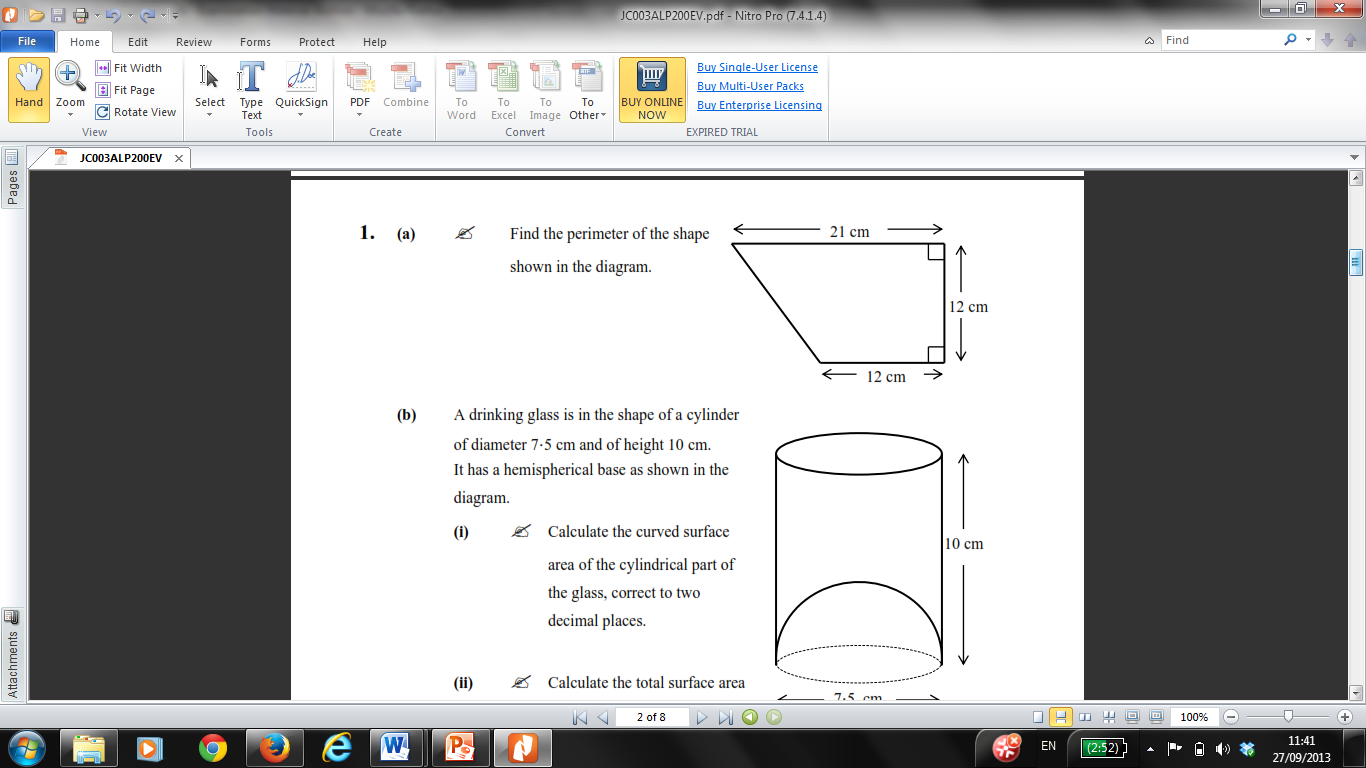 JC003ALP200EV.pdf - Nitro Pro (7.4.1.4)
File Home Edit Review Forms Protect Help Find
Hand
Zoom
Fit Width
Fit Page
Rotate View
View
Select
Type Text
QuickSign
Tools
PDF
Combine
Create
To Word
To Excel
To Image
To Other
Convert
BUY ONLINE NOW
Buy Single-User License
Buy Multi-User Packs
Buy Enterprise Licensing
EXPIRED TRIAL
JC003ALP200EV
Pages
Attachments
1. (a) Find the perimeter of the shape
shown in the diagram.
21 cm
12 cm
12 cm
(b) A drinking glass is in the shape of a cylinder
of diameter 7·5 cm and of height 10 cm.
It has a hemispherical base as shown in the
diagram.
(i) Calculate the curved surface
area of the cylindrical part of
the glass, correct to two
decimal places.
10 cm
(ii) Calculate the total surface area
7·5 cm
2 of 8
100%
EN
(2:52)
11:41
27/09/2013